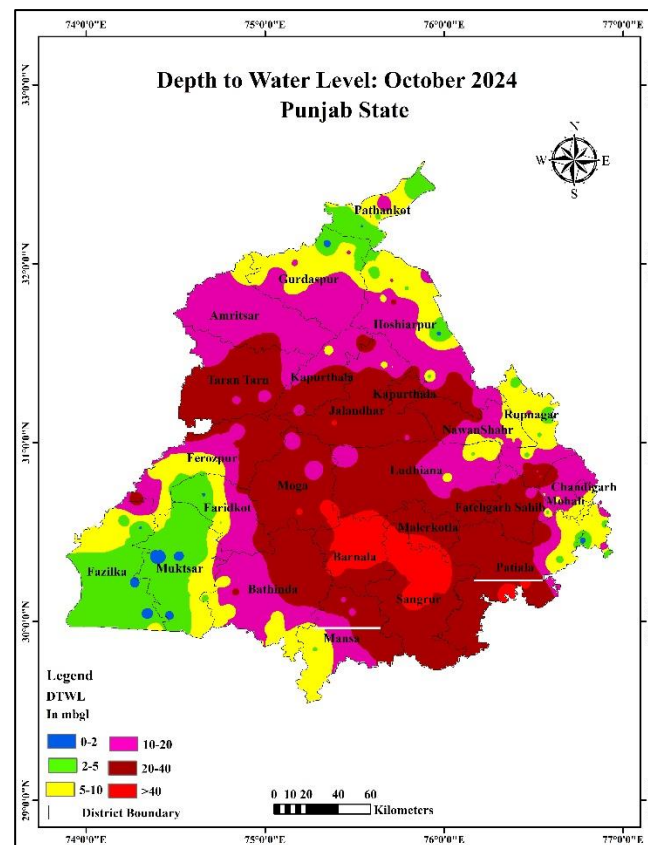 74°0'0"E 75°0'0"E 76°0'0"E 77°0'0"E
Depth to Water Level: October 2024
Punjab State
N
W E
S
33°0'0"N
32°0'0"N
31°0'0"N
30°0'0"N
29°0'0"N
Pathankot
Gurdaspur
Amritsar
Hoshiarpur
Taran Tarn
Kapurthala
Kapurthala
Jalandhar
Rupnagar
NawanShahr
Ferozpur
Ludhiana
Moga
Chandigarh
Mohali
Faridkot
Fatehgarh Sahib
Malerkotla
Barnala
Patiala
Fazilka
Muktsar
Bathinda
Sangrur
Mansa
Legend
DTWL
In mbgl
0-2 10-20
2-5 20-40
5-10 >40
District Boundary
0 10 20 40 60
Kilometers
74°0'0"E 75°0'0"E 76°0'0"E 77°0'0"E